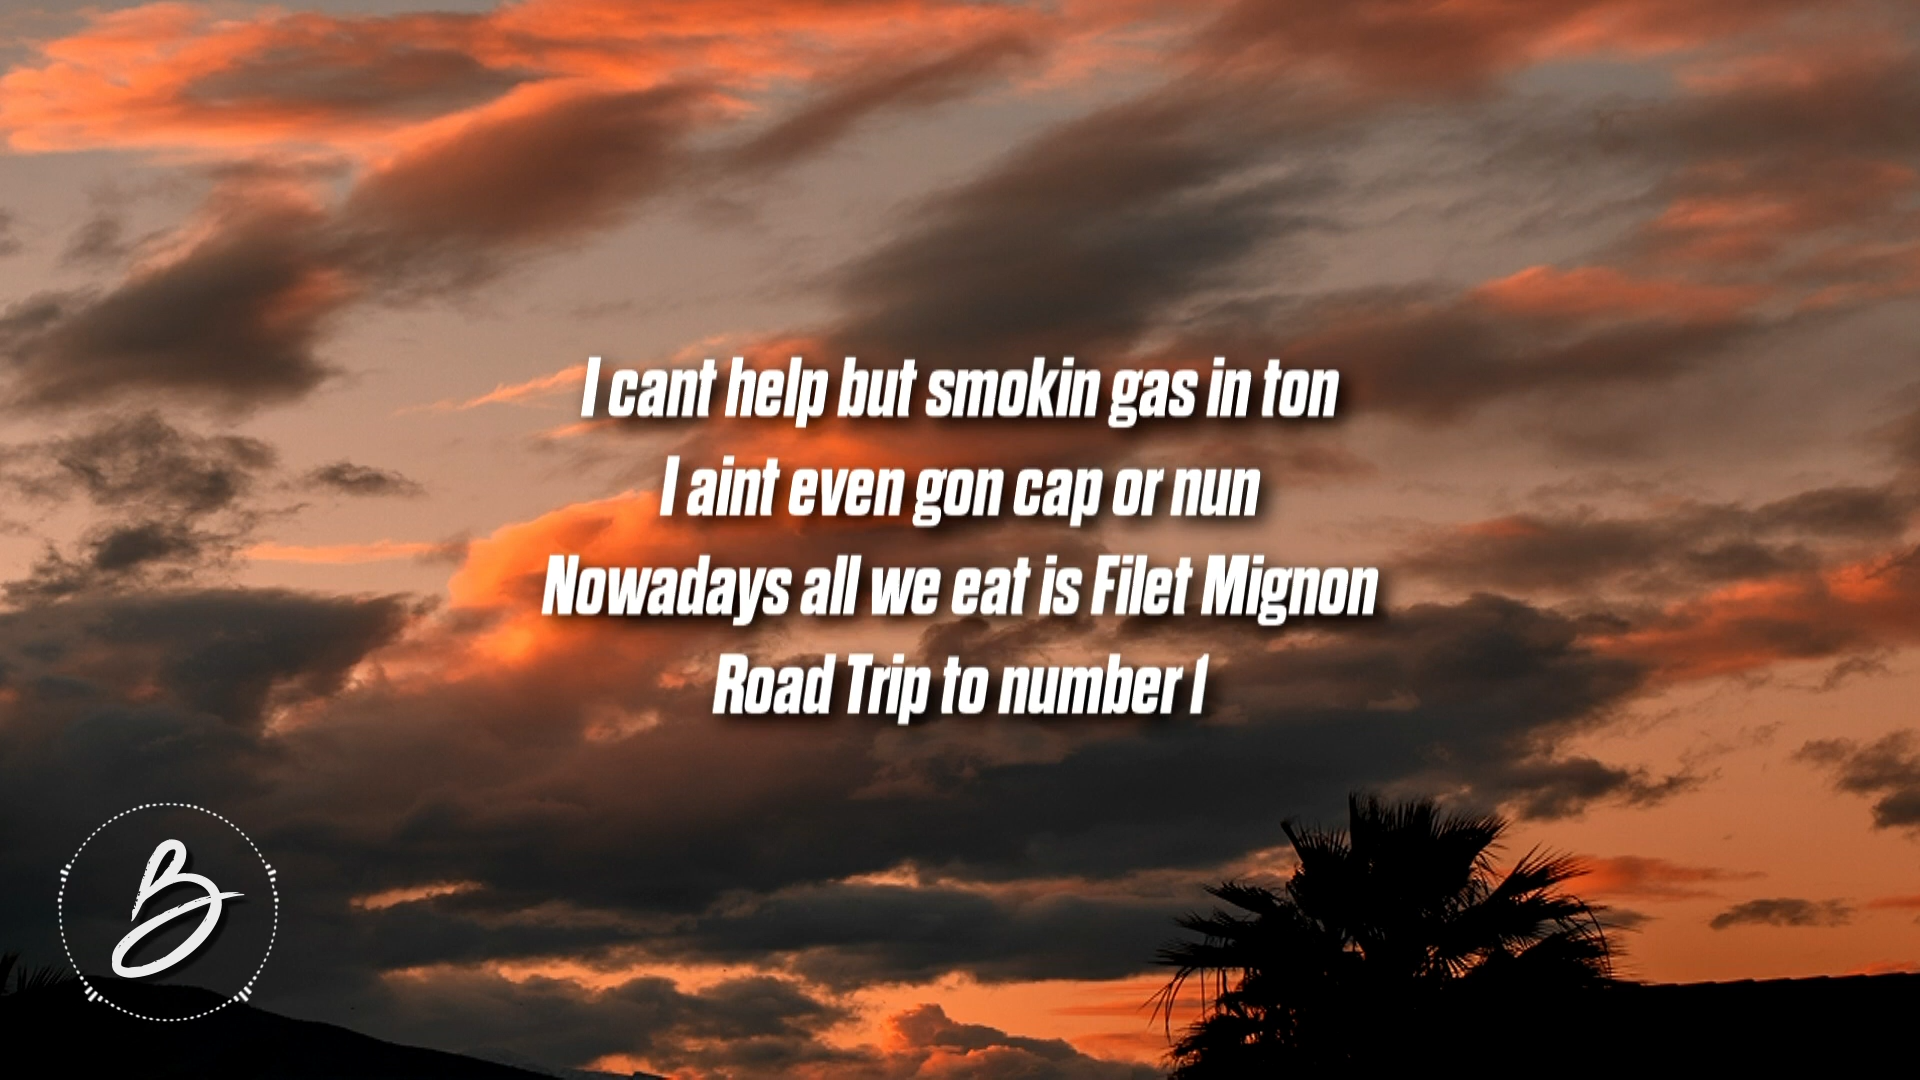 I cant help but smokin gas in ton
I aint even gon cap or nun
Nowadays all we eat is Filet Mignon
Road Trip to number 1
B